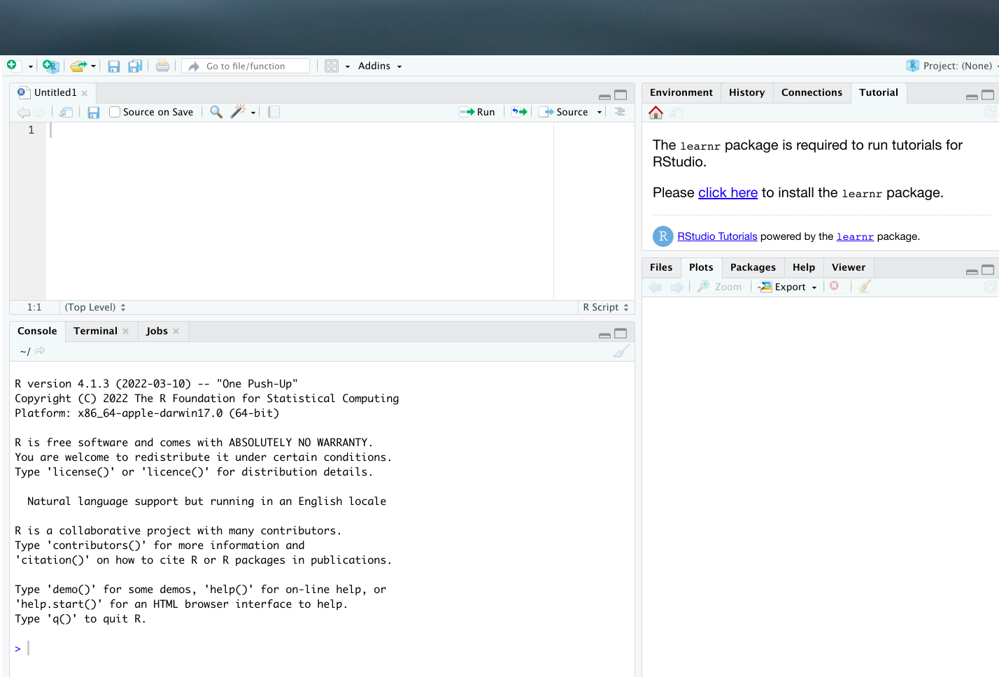 Go to file/function
Addins
Project: (None)
Untitled1
Source on Save
Run
Source
1
1:1
(Top Level)
R Script
Console
Terminal
Jobs
~/
R version 4.1.3 (2022-03-10) -- "One Push-Up"
Copyright (C) 2022 The R Foundation for Statistical Computing
Platform: x86_64-apple-darwin17.0 (64-bit)
R is free software and comes with ABSOLUTELY NO WARRANTY.
You are welcome to redistribute it under certain conditions.
Type 'license()' or 'licence()' for distribution details.
Natural language support but running in an English locale
R is a collaborative project with many contributors.
Type 'contributors()' for more information and
'citation()' on how to cite R or R packages in publications.
Type 'demo()' for some demos, 'help()' for on-line help, or
'help.start()' for an HTML browser interface to help.
Type 'q()' to quit R.
>
Environment
History
Connections
Tutorial
The learnr package is required to run tutorials for
RStudio.
Please click here to install the learnr package.
R RStudio Tutorials powered by the learnr package.
Files
Plots
Packages
Help
Viewer
Zoom
Export